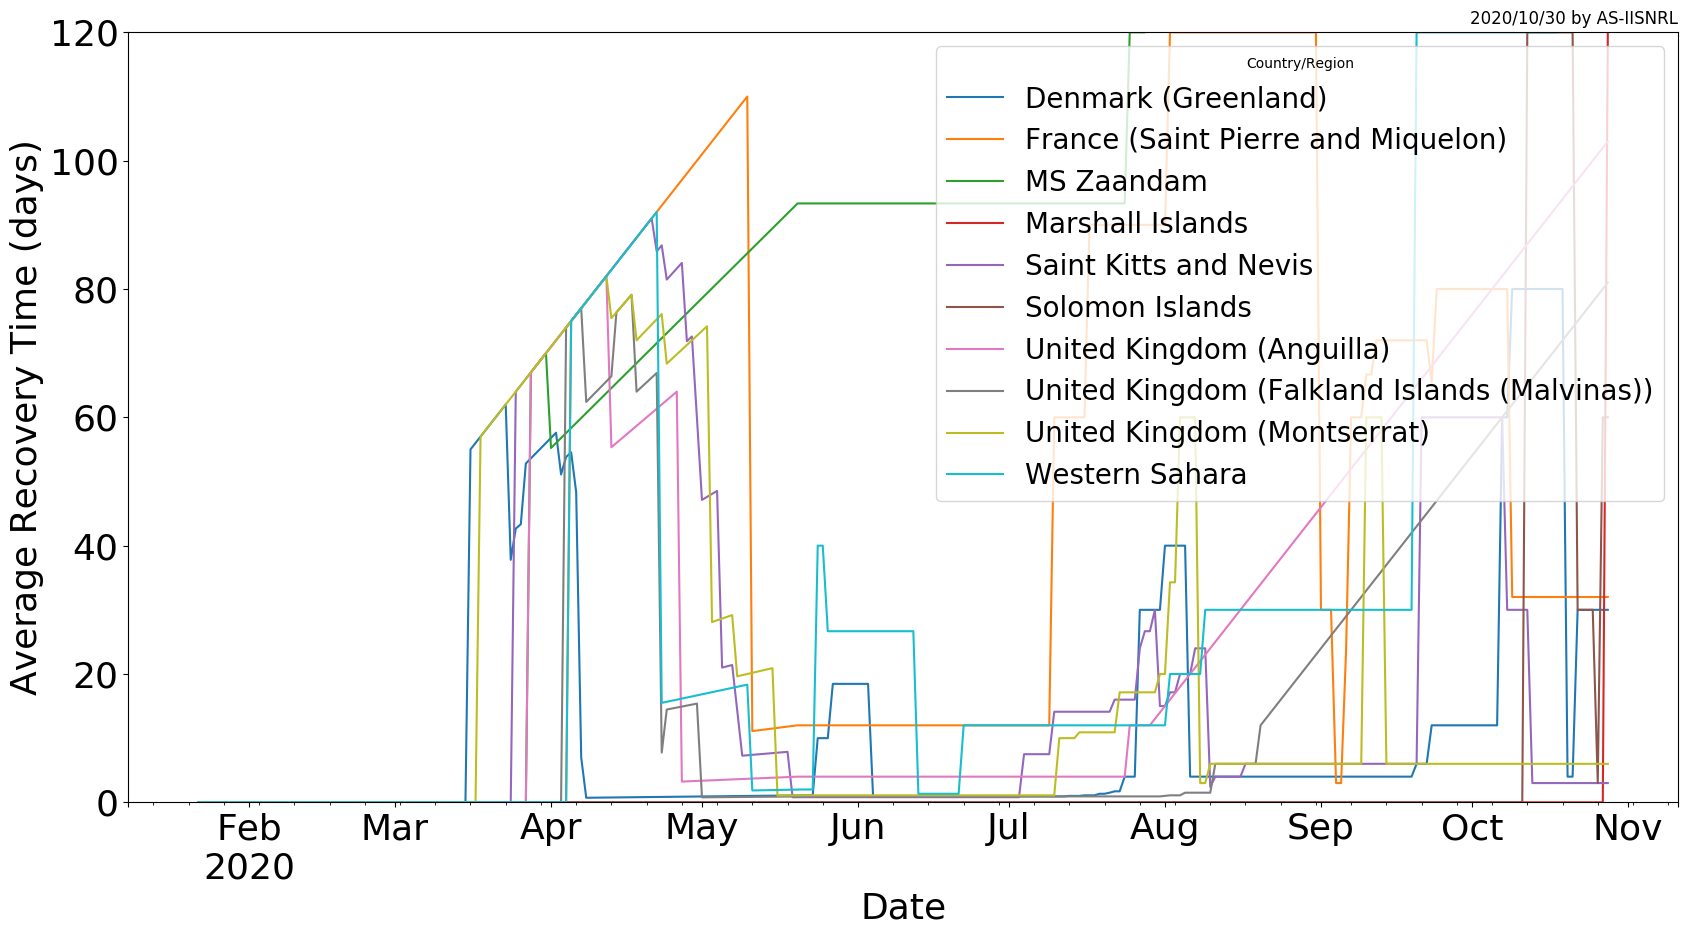 2020/10/30 by AS-IISNRL
120
100
80
60
40
20
0
Average Recovery Time (days)
Country/Region
Denmark (Greenland)
France (Saint Pierre and Miquelon)
MS Zaandam
Marshall Islands
Saint Kitts and Nevis
Solomon Islands
United Kingdom (Anguilla)
United Kingdom (Falkland Islands (Malvinas))
United Kingdom (Montserrat)
Western Sahara
Feb Mar Apr May Jun Jul Aug Sep Oct Nov
2020
Date